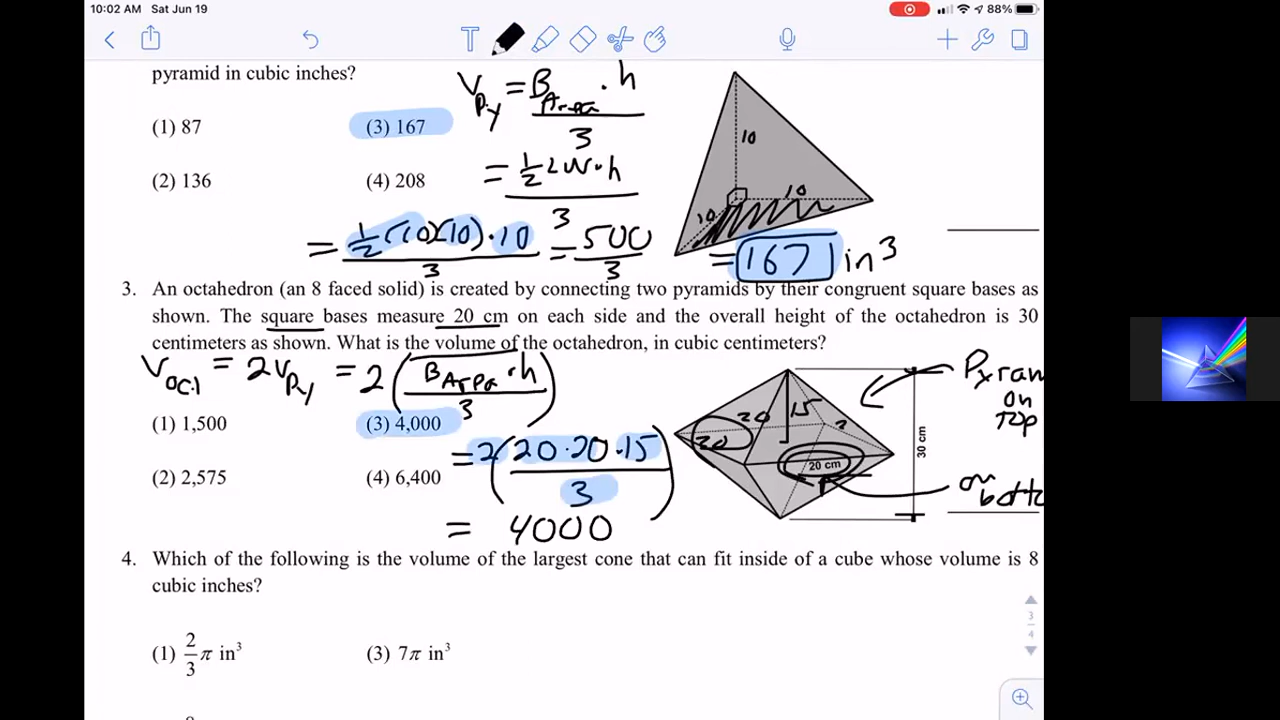 10:02 AM Sat Jun 19
88%
T
pyramid in cubic inches?
(1) 87
(3) 167
(2) 136
(4) 208
V Py = B Area · h
3
= 1/2 lw · h
3
= 1/2 (10)(10) · 10 = 500
3 3
= 167 in³
10
10
10
3. An octahedron (an 8 faced solid) is created by connecting two pyramids by their congruent square bases as
shown. The square bases measure 20 cm on each side and the overall height of the octahedron is 30
centimeters as shown. What is the volume of the octahedron, in cubic centimeters?
V oct = 2V Py = 2 ( B Area · h )
3
(1) 1,500
(3) 4,000
= 2 ( 20 · 20 · 15 )
3
(2) 2,575
(4) 6,400
= 4000
20
15
20
20 cm
30 cm
on
Top
on
4. Which of the following is the volume of the largest cone that can fit inside of a cube whose volume is 8
cubic inches?
(1) 2/3 π in³
(3) 7π in³
3
4